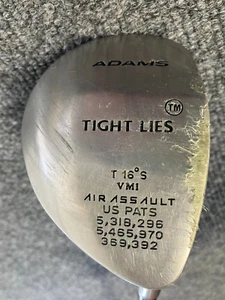 ADAMS
TIGHT LIES ™
T 16° S
VMI
AIR ASSAULT
US PATS
5,318,296
5,465,970
369,392